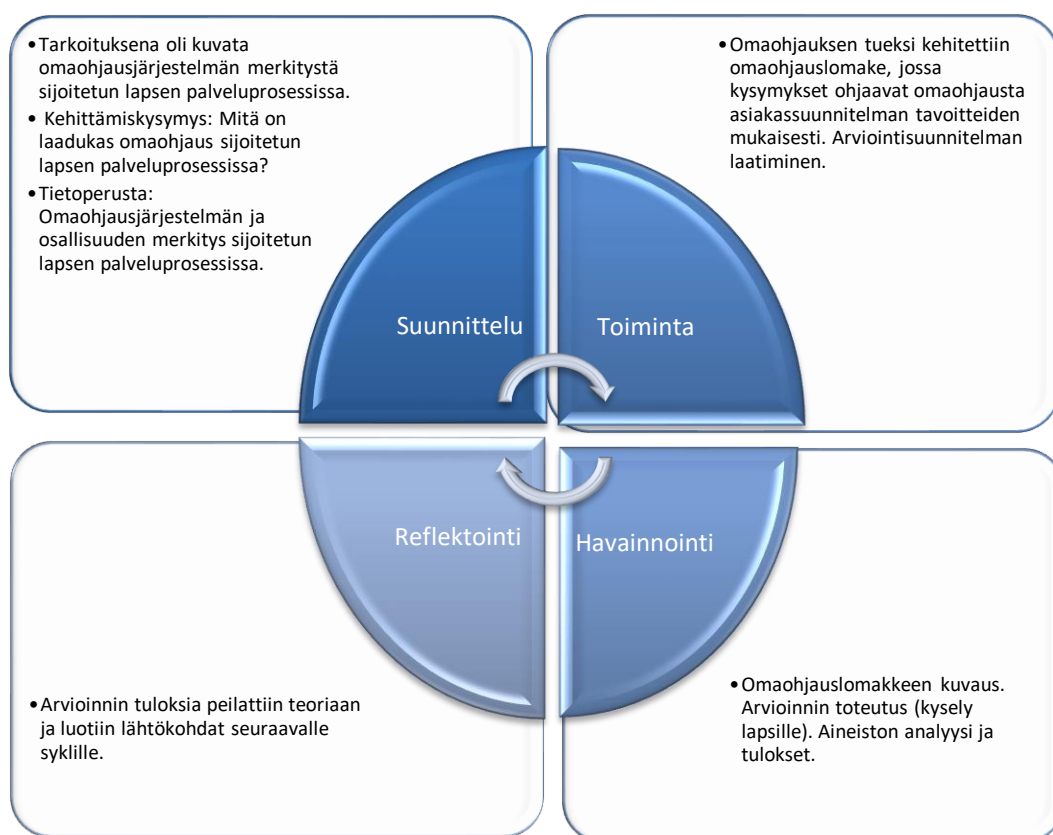 •Tarkoituksena oli kuvata
omaohjausjärjestelmän merkitystä
sijoitetun lapsen palveluprosessissa.
• Kehittämiskysymys: Mitä on
laadukas omaohjaus sijoitetun
lapsen palveluprosessissa?
•Tietoperusta:
Omaohjausjärjestelmän ja
osallisuuden merkitys sijoitetun
lapsen palveluprosessissa.
•Omaohjauksen tueksi kehitettiin
omaohjauslomake, jossa
kysymykset ohjaavat omaohjausta
asiakassuunnitelman tavoitteiden
mukaisesti. Arviointisuunnitelman
laatiminen.
Suunnittelu
Toiminta
Reflektointi
Havainnointi
•Arvioinnin tuloksia peilattiin teoriaan
ja luotiin lähtökohdat seuraavalle
syklille.
•Omaohjauslomakkeen kuvaus.
Arvioinnin toteutus (kysely
lapsille). Aineiston analyysi ja
tulokset.